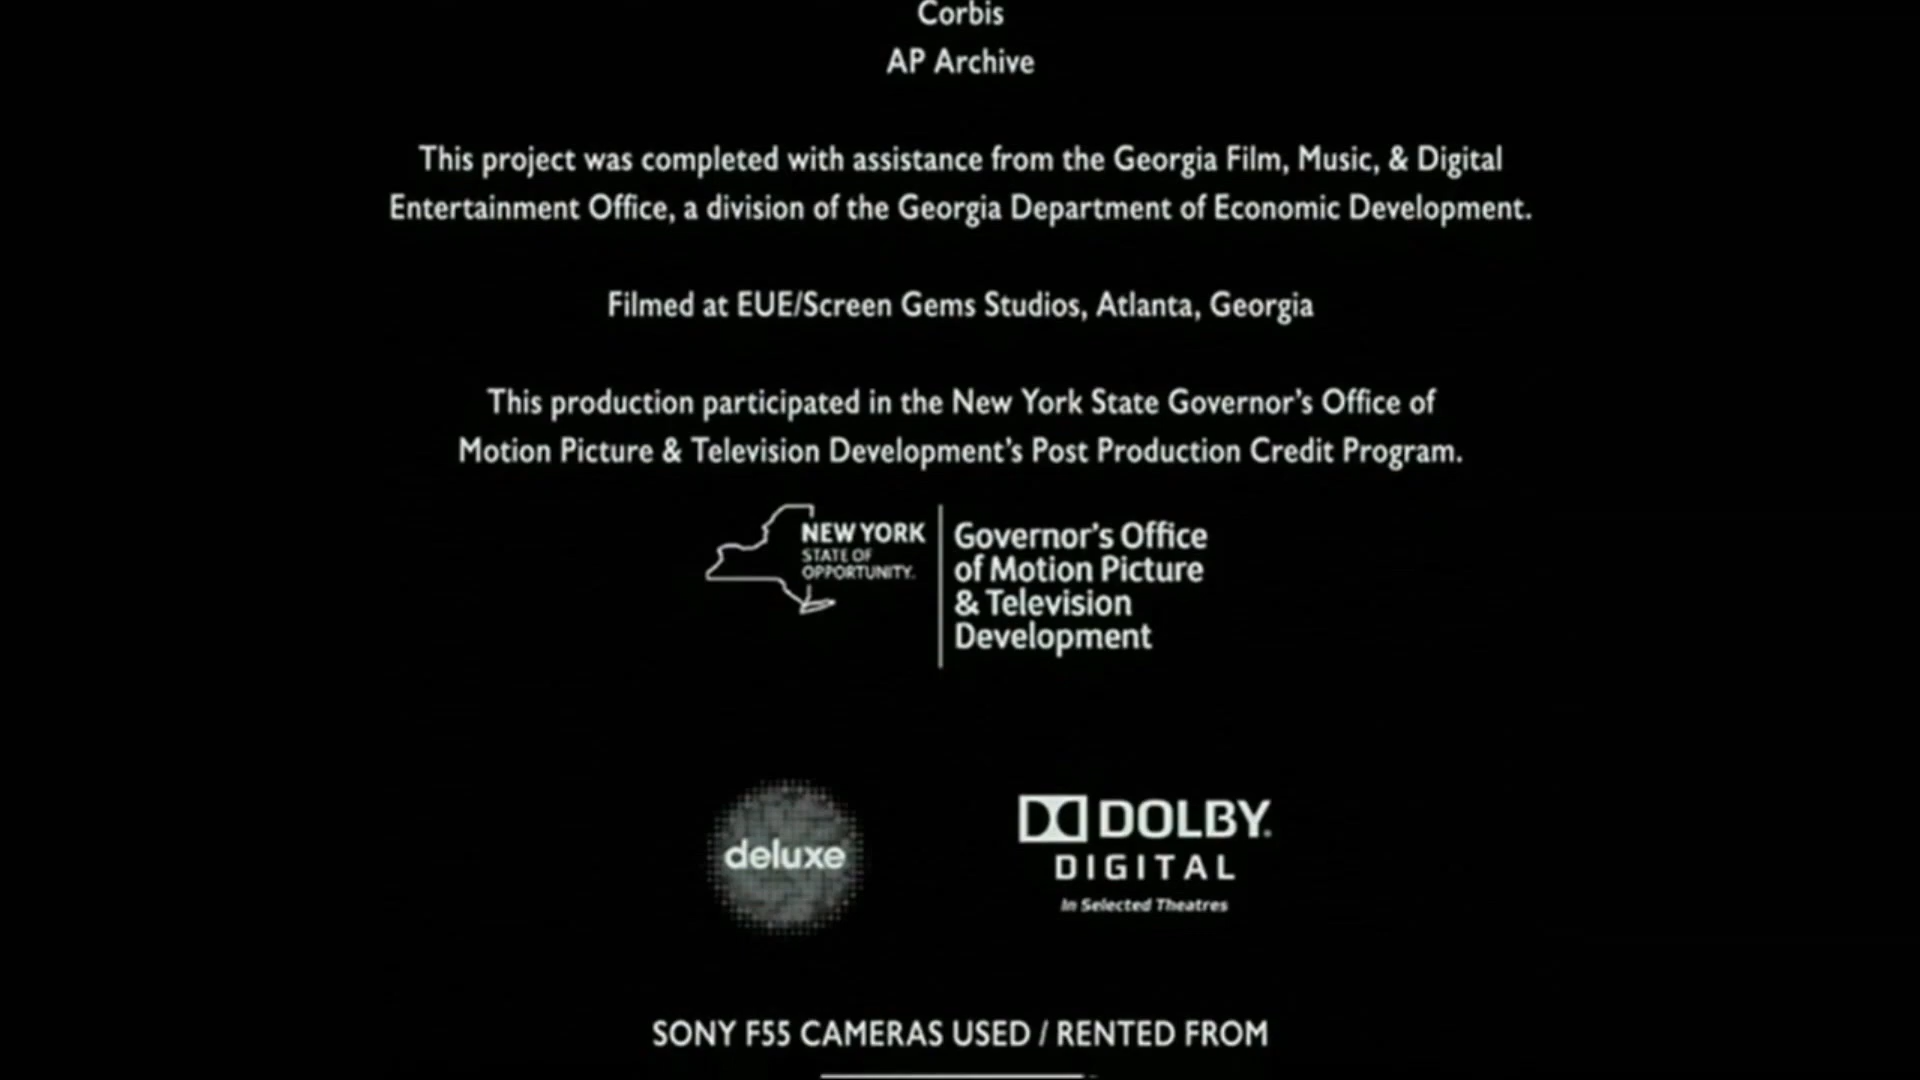 Corbis
AP Archive
This project was completed with assistance from the Georgia Film, Music, & Digital
Entertainment Office, a division of the Georgia Department of Economic Development.
Filmed at EUE/Screen Gems Studios, Atlanta, Georgia
This production participated in the New York State Governor's Office of
Motion Picture & Television Development's Post Production Credit Program.
NEW YORK
STATE OF
OPPORTUNITY.
Governor's Office
of Motion Picture
& Television
Development
deluxe
DOLBY.
DIGITAL
In Selected Theatres
SONY F55 CAMERAS USED / RENTED FROM